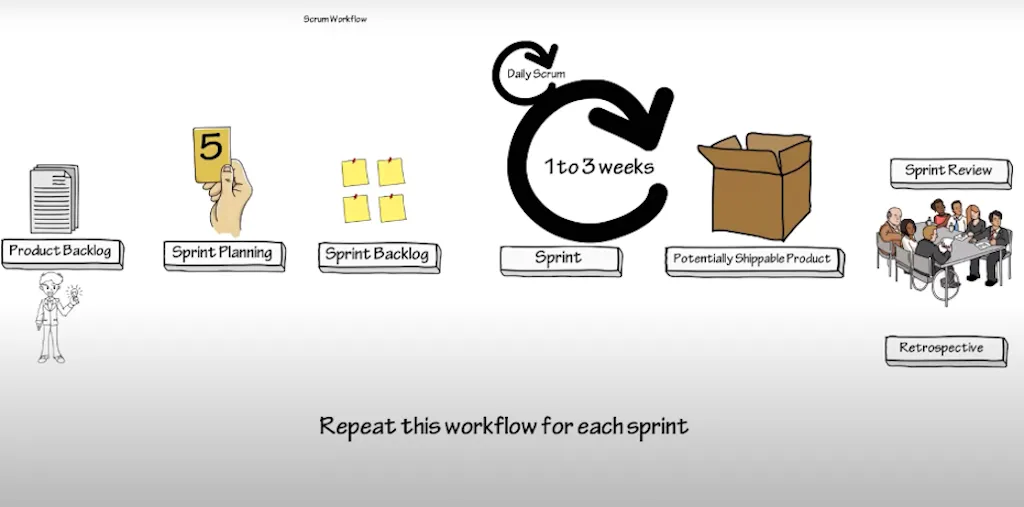 Scrum Workflow
Daily Scrum
5
1 to 3 weeks
Sprint Review
Product Backlog
Sprint Planning
Sprint Backlog
Sprint
Potentially Shippable Product
Retrospective
Repeat this workflow for each sprint